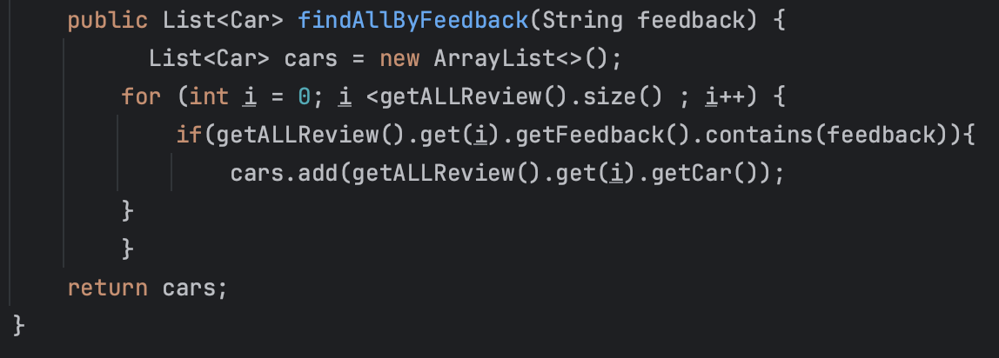 public List<Car> findAllByFeedback(String feedback) {
List<Car> cars = new ArrayList<>();
for (int i = 0; i <getALLReview().size() ; i++) {
if(getALLReview().get(i).getFeedback().contains(feedback)){
cars.add(getALLReview().get(i).getCar());
}
}
return cars;
}